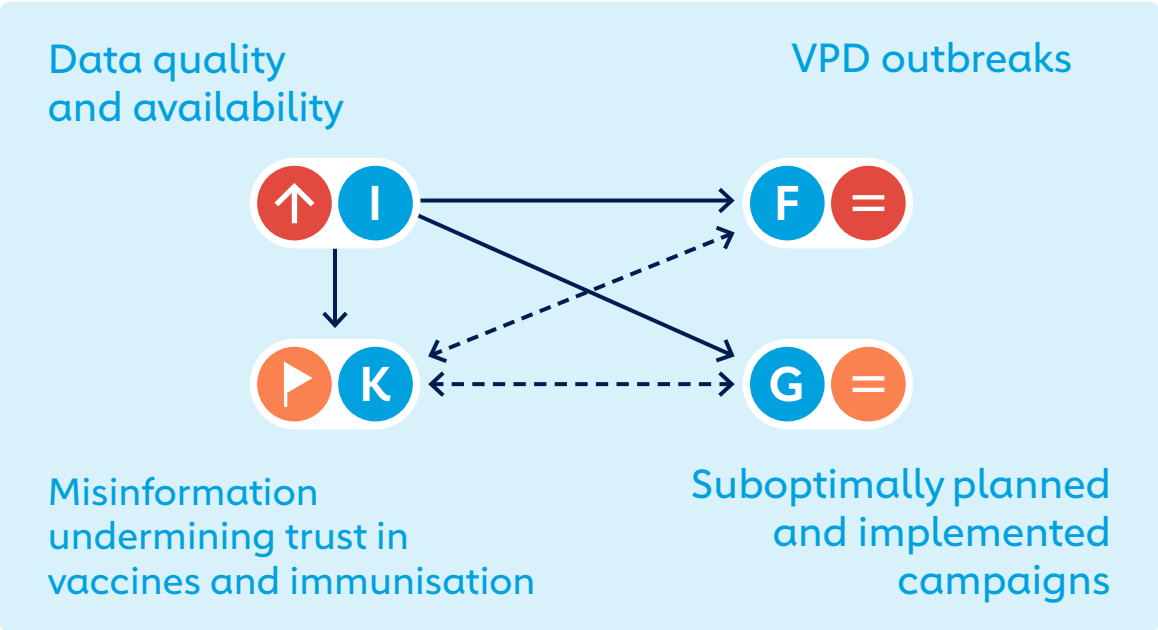 Data quality
and availability
VPD outbreaks
I
F =
K
G =
Misinformation
undermining trust in
vaccines and immunisation
Suboptimally planned
and implemented
campaigns